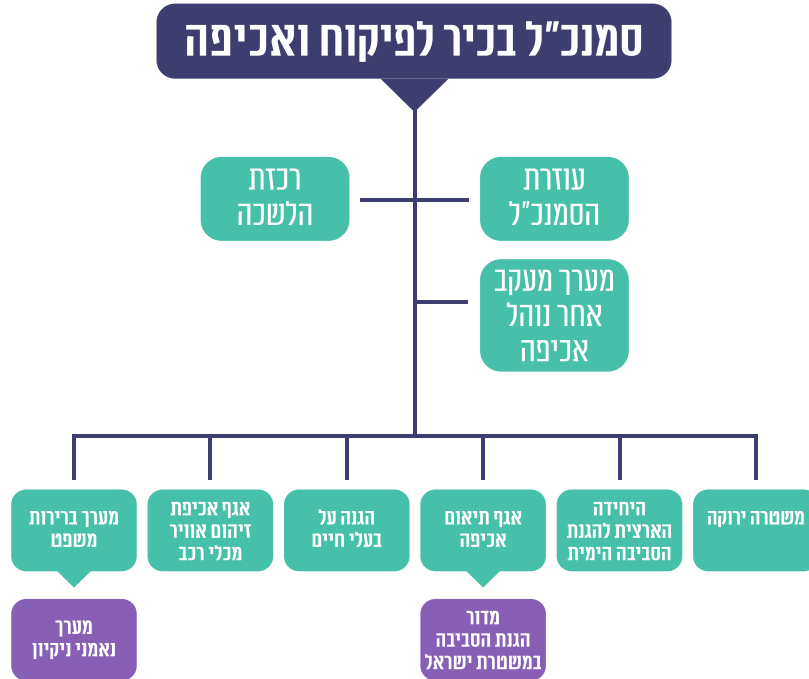 סמנכ"ל בכיר לפיקוח ואכיפה
עוזרת
הסמנכ"ל
רכזת
הלשכה
מערך מעקב
אחר נוהל
אכיפה
משטרה ירוקה
היחידה
הארצית להגנת
הסביבה הימית
אגף תיאום
אכיפה
הגנה על
בעלי חיים
אגף אכיפת
זיהום אוויר
מכלי רכב
מערך ברירות
משפט
מדור
הגנת הסביבה
במשטרת ישראל
מערך
נאמני ניקיון